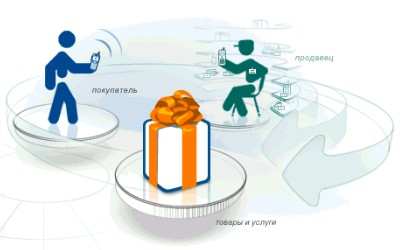 продавец
покупатель
товары и услуги